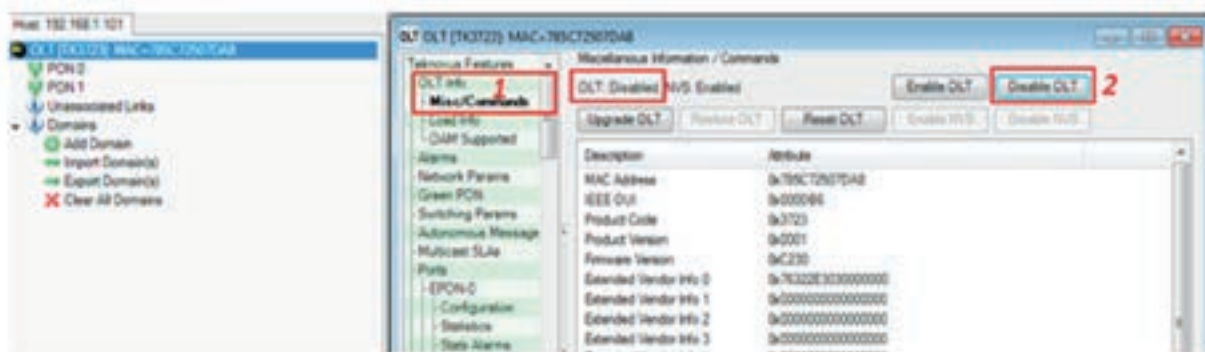 Host: 192.168.1.101
OLT [TK3723]: MAC=785C72507DAB
PON 0
PON 1
Unassociated Links
Domains
Add Domain
Import Domain(s)
Export Domain(s)
Clear All Domains
OLT OLT [TK3723]: MAC=785C72507DAB
Teknovus Features
OLT Info
Misc/Commands
1
Load Info
OAM Supported
Alarms
Network Params
Green PON
Switching Params
Autonomous Message
Multicast SLAs
Ports
EPON-0
Configuration
Statistics
Stats Alarms
Miscellaneous Information / Commands
OLT: Disabled NVS: Enabled
Enable OLT
Disable OLT
2
Upgrade OLT
Restore OLT
Reset OLT
Enable NVS
Disable NVS
Description Attribute
MAC Address 0x785C72507DAB
IEEE OUI 0x000DB6
Product Code 0x3723
Product Version 0x0001
Firmware Version 0xC230
Extended Vendor Info 0 0x76322E3030000000
Extended Vendor Info 1 0x0000000000000000
Extended Vendor Info 2 0x0000000000000000
Extended Vendor Info 3 0x0000000000000000